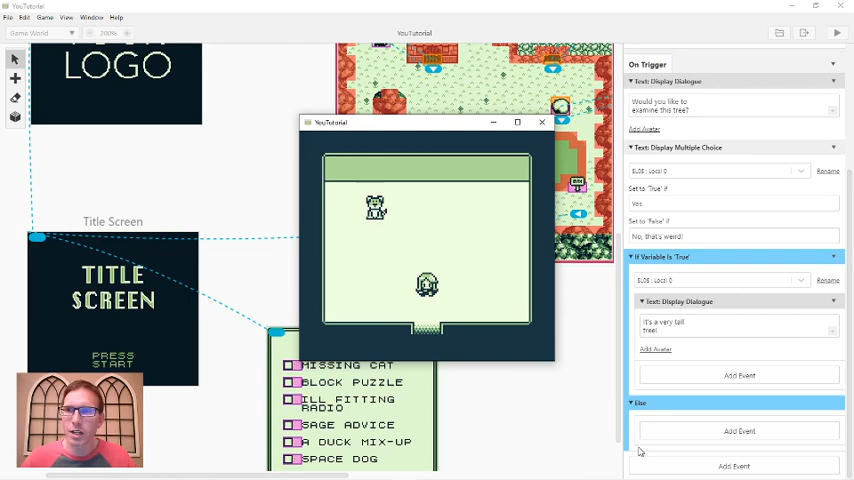 YouTutorial
File Edit Game View Window Help
Game World
200%
YouTutorial
LOGO
Title Screen
TITLE
SCREEN
PRESS
START
YouTutorial
MISSING CAT
BLOCK PUZZLE
ILL FITTING
RADIO
SAGE ADVICE
A DUCK MIX-UP
SPACE DOG
On Trigger
Text: Display Dialogue
Would you like to
examine this tree?
Add Avatar
Text: Display Multiple Choice
$L0$ : Local 0
Rename
Set to 'True' if
Yes
Set to 'False' if
No, that's weird!
If Variable Is 'True'
$L0$ : Local 0
Rename
Text: Display Dialogue
It's a very tall
tree!
Add Avatar
Add Event
Else
Add Event
Add Event